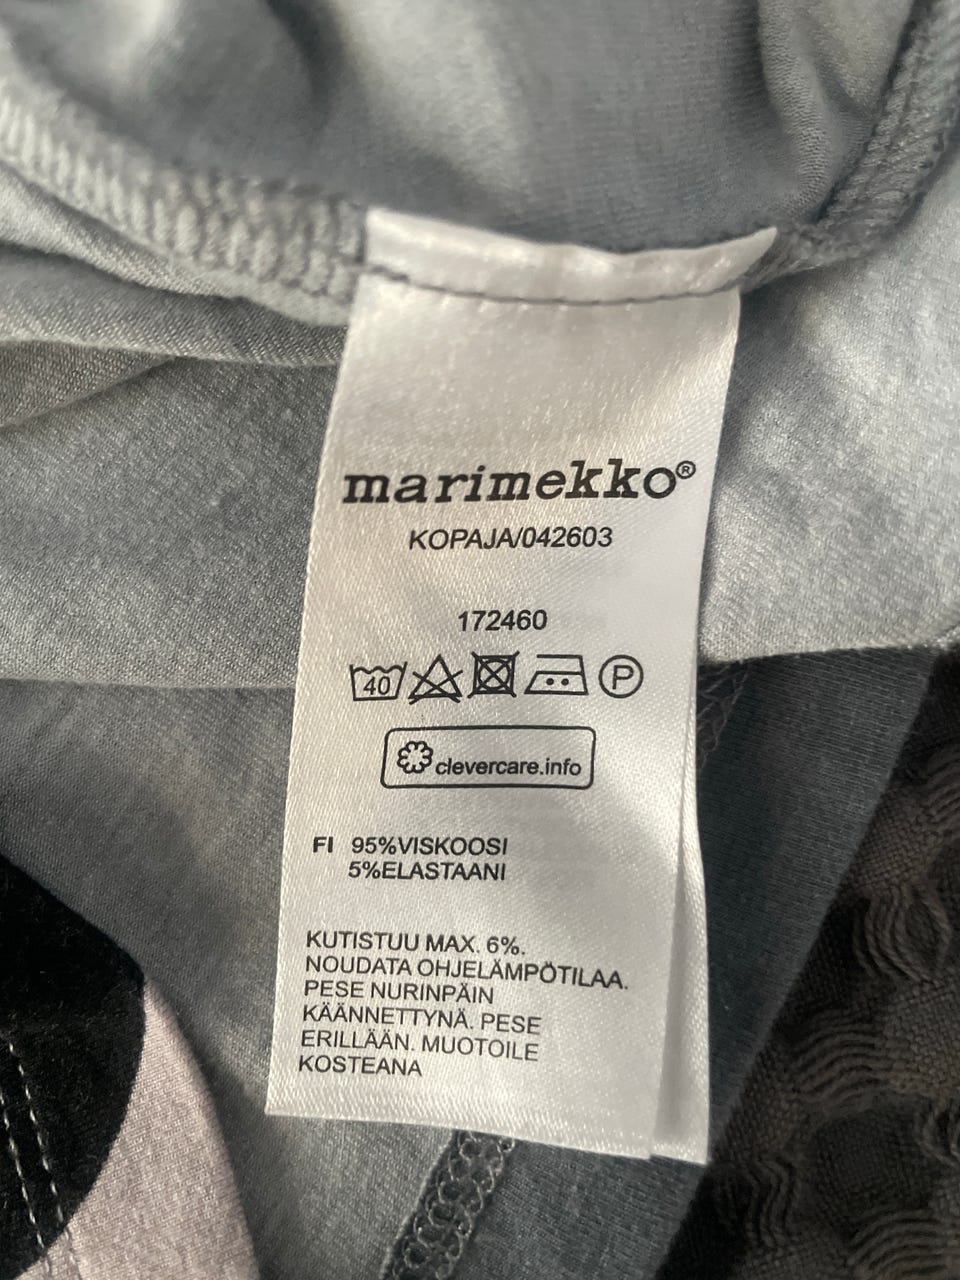 marimekko®
KOPAJA/042603
172460
40 P
clevercare.info
FI 95%VISKOOSI
5%ELASTAANI
KUTISTUU MAX. 6%.
NOUDATA OHJELÄMPÖTILAA.
PESE NURINPÄIN
KÄÄNNETTYNÄ. PESE
ERILLÄÄN. MUOTOILE
KOSTEANA